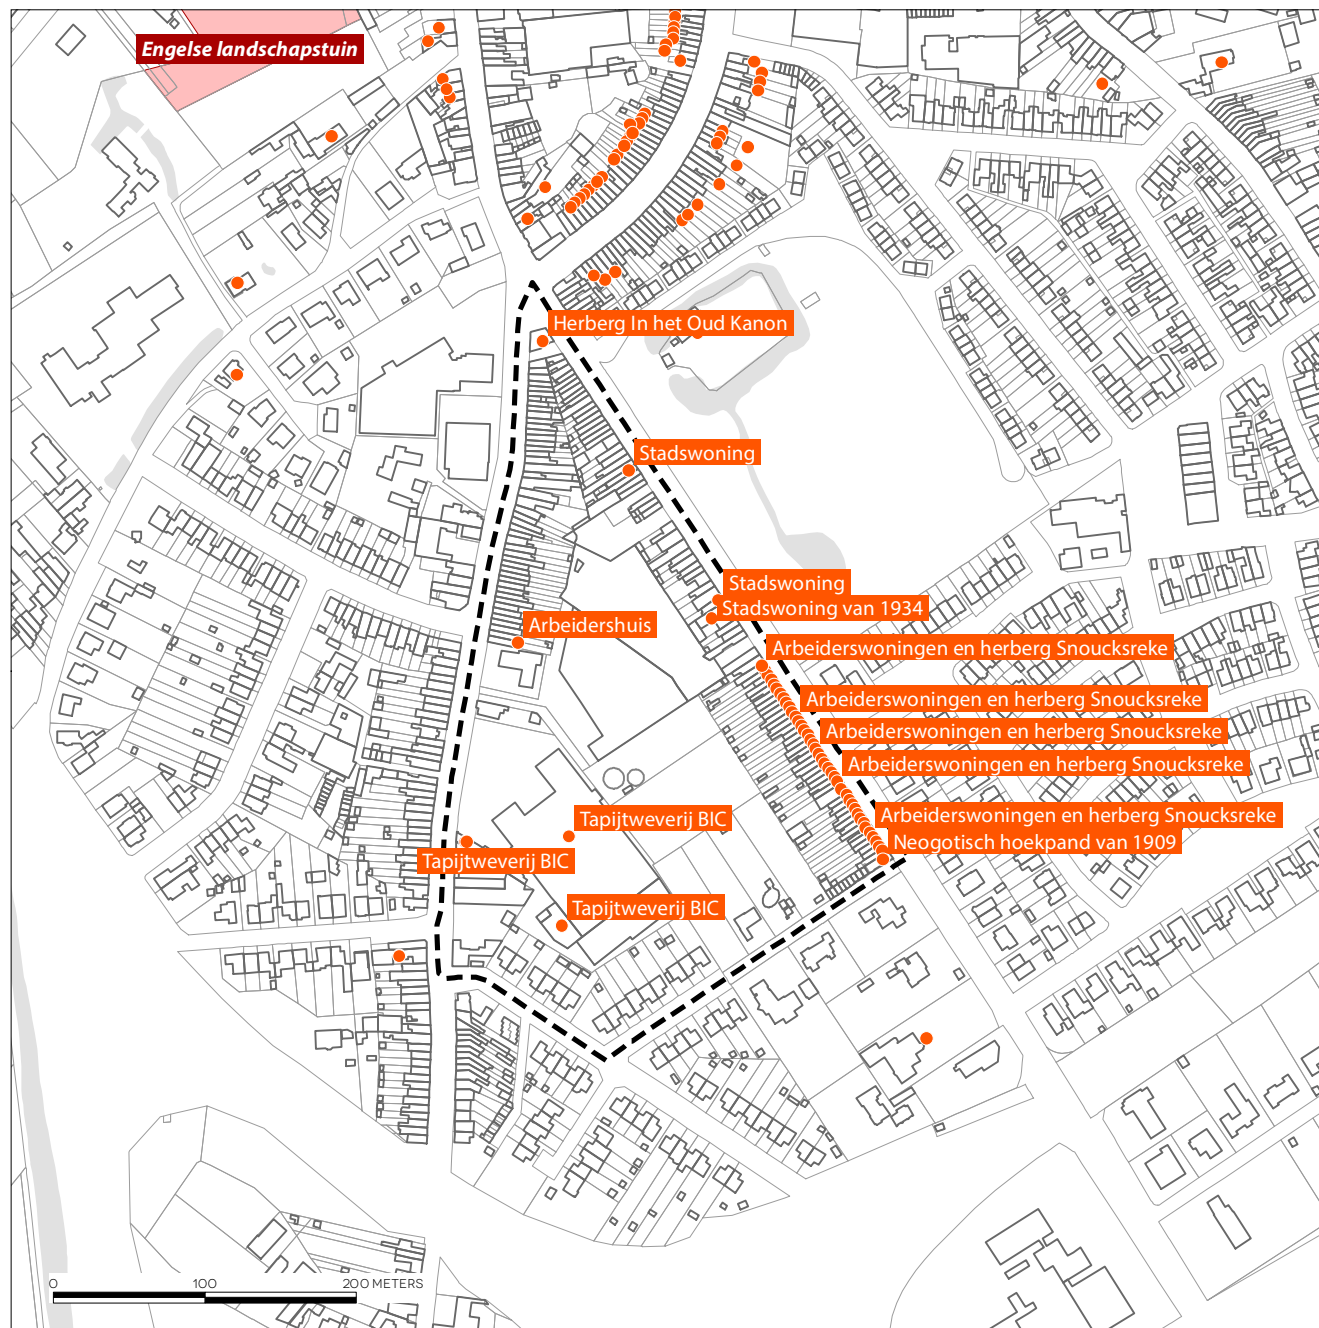 Engelse landschapstuin
Herberg In het Oud Kanon
Stadswoning
Stadswoning
Stadswoning van 1934
Arbeidershuis
Arbeiderswoningen en herberg Snoucksreke
Arbeiderswoningen en herberg Snoucksreke
Arbeiderswoningen en herberg Snoucksreke
Arbeiderswoningen en herberg Snoucksreke
Arbeiderswoningen en herberg Snoucksreke
Tapijtweverij BIC
Neogotisch hoekpand van 1909
Tapijtweverij BIC
Tapijtweverij BIC
0 100 200 METERS